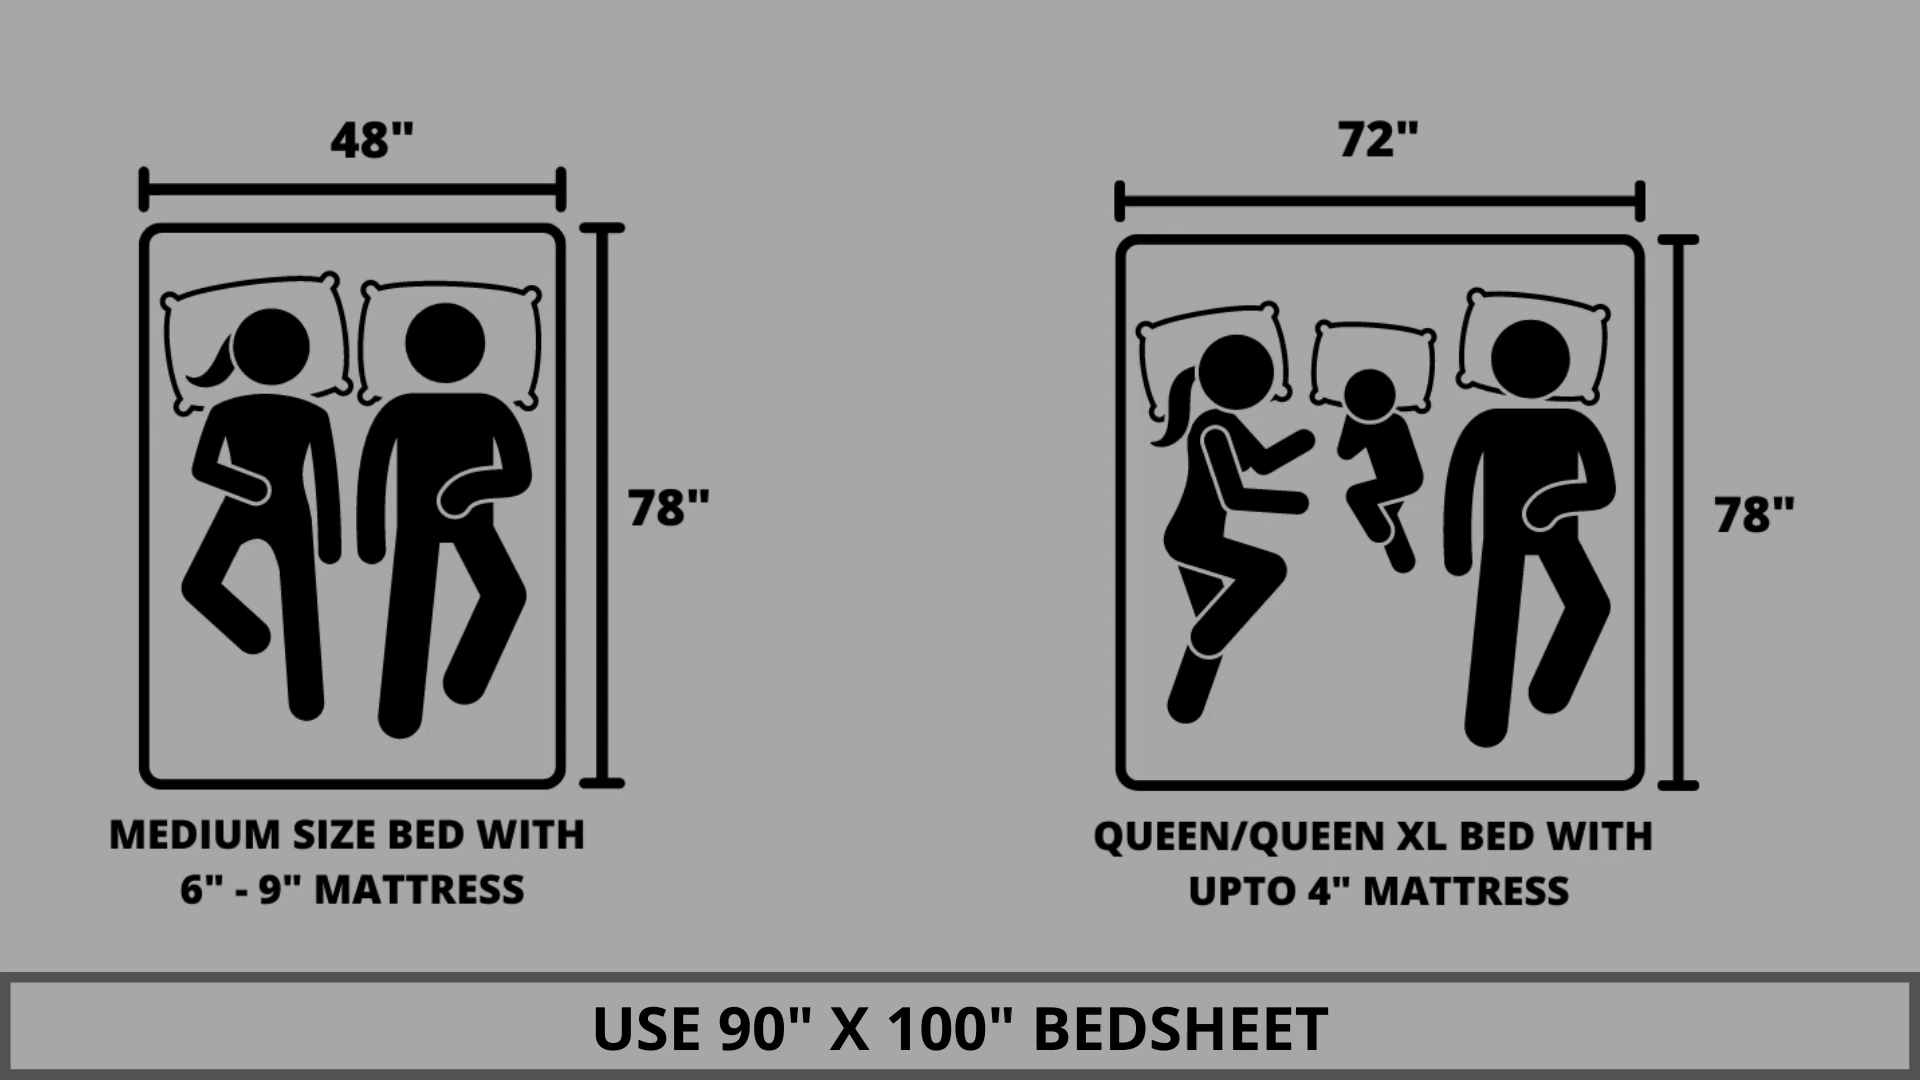 48"
78"
MEDIUM SIZE BED WITH
6" - 9" MATTRESS
72"
78"
QUEEN/QUEEN XL BED WITH
UPTO 4" MATTRESS
USE 90" X 100" BEDSHEET